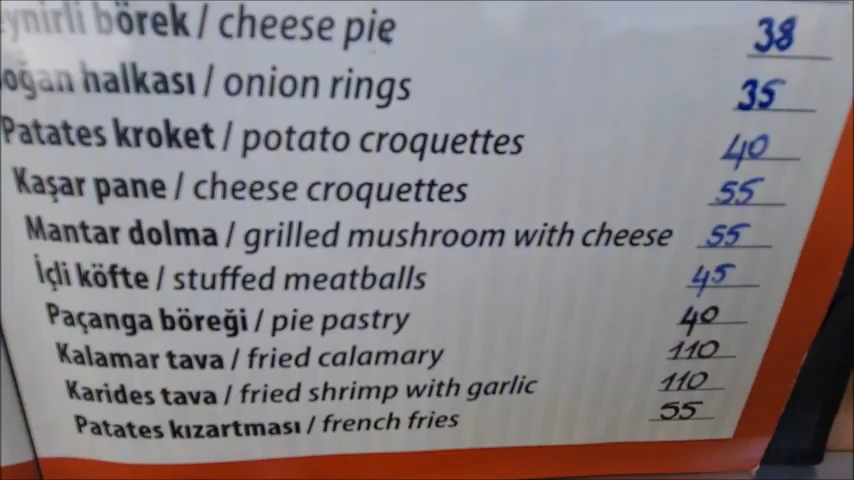 ynirli börek / cheese pie 38
oğan halkası / onion rings 35
Patates kroket / potato croquettes 40
Kaşar pane / cheese croquettes 55
Mantar dolma / grilled mushroom with cheese 55
İçli köfte / stuffed meatballs 45
Paçanga böreği / pie pastry 40
Kalamar tava / fried calamary 110
Karides tava / fried shrimp with garlic 110
Patates kızartması / french fries 55